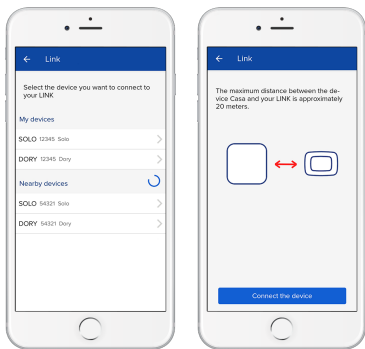 Link
Select the device you want to connect to
your LINK
My devices
SOLO 12345 Solo
DORY 12345 Dory
Nearby devices
SOLO 54321 Solo
DORY 54321 Dory
Link
The maximum distance between the de-
vice Casa and your LINK is approximately
20 meters.
Connect the device